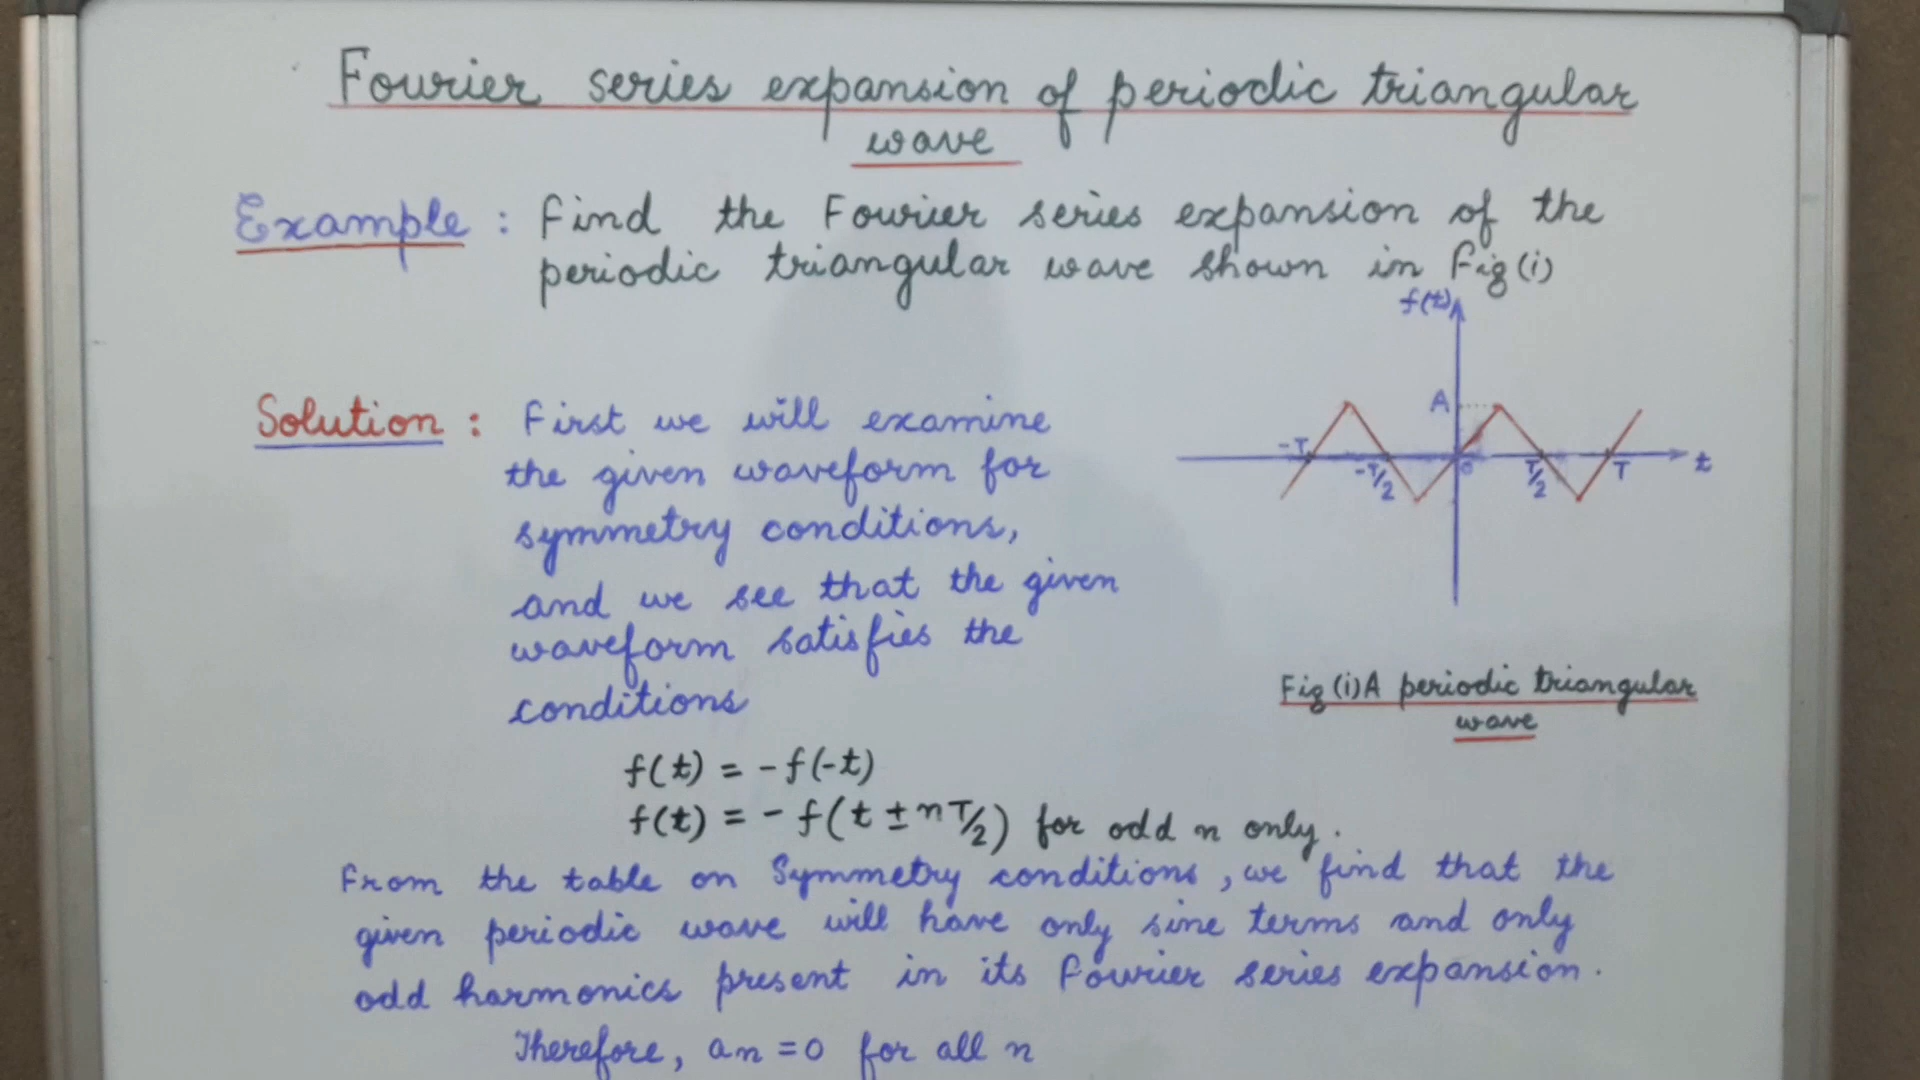 Fourier series expansion of periodic triangular
wave
Example : Find the Fourier series expansion of the
periodic triangular wave shown in Fig (i)
f(t)
A
-T
-T/2
0
T/2
T
t
Fig (i) A periodic triangular
wave
Solution : First we will examine
the given waveform for
symmetry conditions,
and we see that the given
waveform satisfies the
conditions
f(t) = -f(-t)
f(t) = -f(t ± nT/2) for odd n only.
From the table on Symmetry conditions, we find that the
given periodic wave will have only sine terms and only
odd harmonics present in its Fourier series expansion.
Therefore, an = 0 for all n